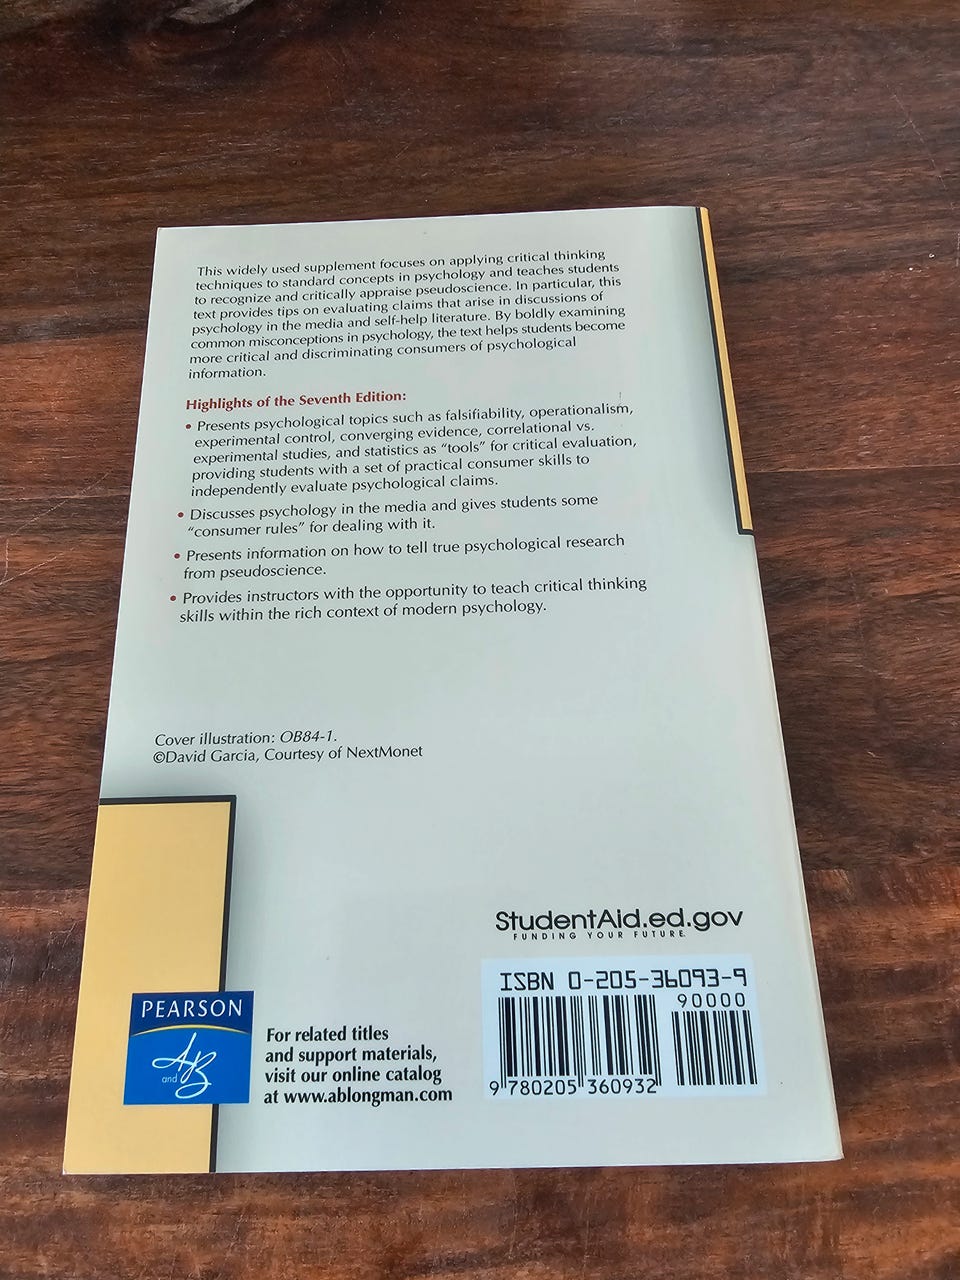 This widely used supplement focuses on applying critical thinking
techniques to standard concepts in psychology and teaches students
to recognize and critically appraise pseudoscience. In particular, this
text provides tips on evaluating claims that arise in discussions of
psychology in the media and self-help literature. By boldly examining
common misconceptions in psychology, the text helps students become
more critical and discriminating consumers of psychological
information.
Highlights of the Seventh Edition:
• Presents psychological topics such as falsifiability, operationalism,
experimental control, converging evidence, correlational vs.
experimental studies, and statistics as “tools” for critical evaluation,
providing students with a set of practical consumer skills to
independently evaluate psychological claims.
• Discusses psychology in the media and gives students some
“consumer rules” for dealing with it.
• Presents information on how to tell true psychological research
from pseudoscience.
• Provides instructors with the opportunity to teach critical thinking
skills within the rich context of modern psychology.
Cover illustration: OB84-1.
©David Garcia, Courtesy of NextMonet
StudentAid.ed.gov
FUNDING YOUR FUTURE.
ISBN 0-205-36093-9
90000
9 780205 360932
PEARSON
A and B
For related titles
and support materials,
visit our online catalog
at www.ablongman.com